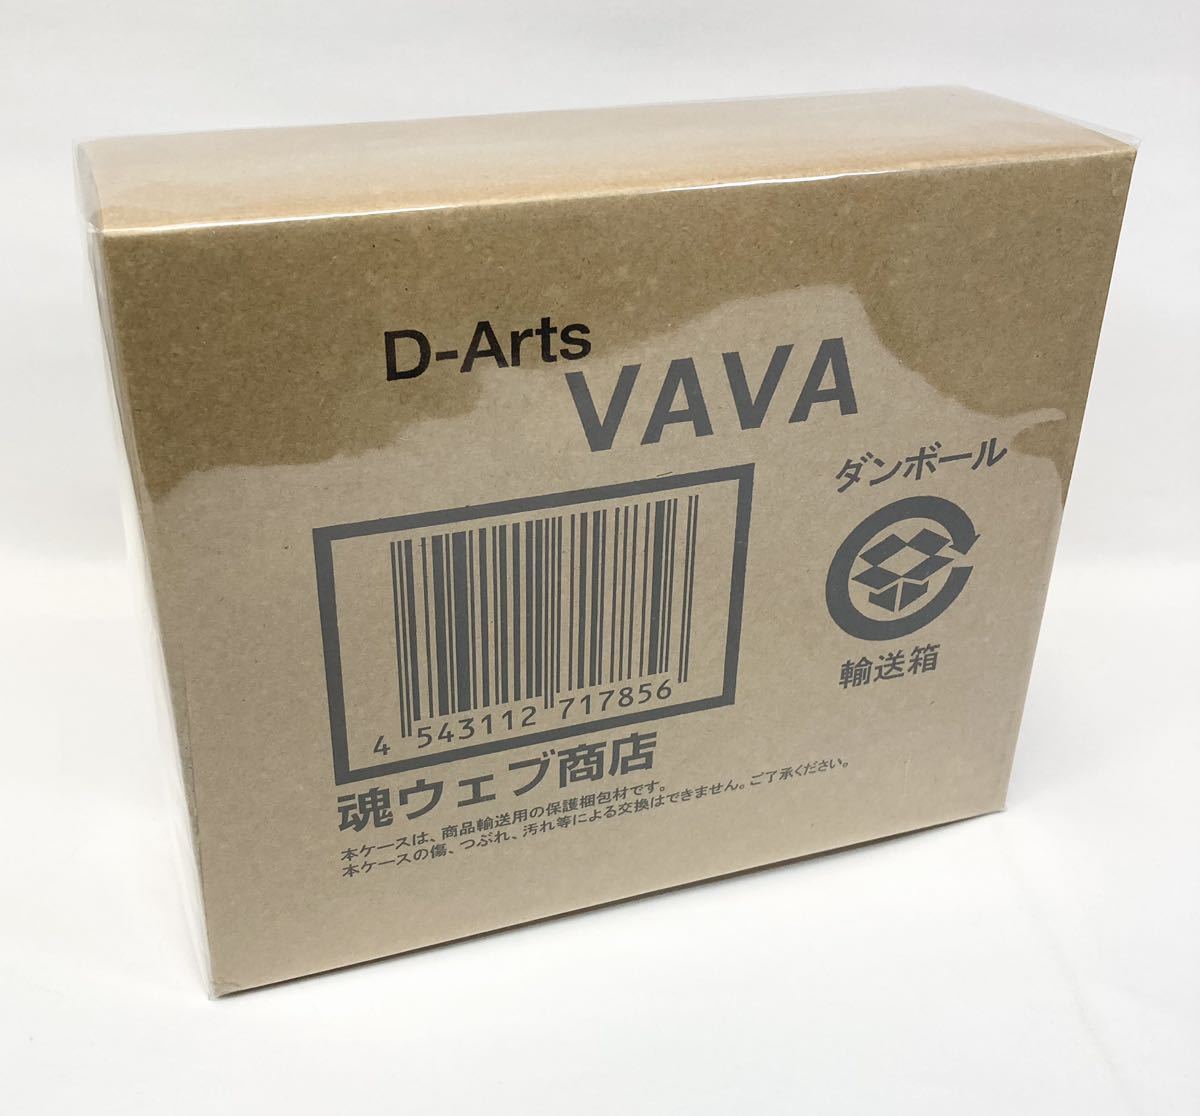 D-Arts
VAVA
ダンボール
輸送箱
4 543112 717856
魂ウェブ商店
本ケースは、商品輸送用の保護梱包材です。
本ケースの傷、つぶれ、汚れ等による交換はできません。ご了承ください。